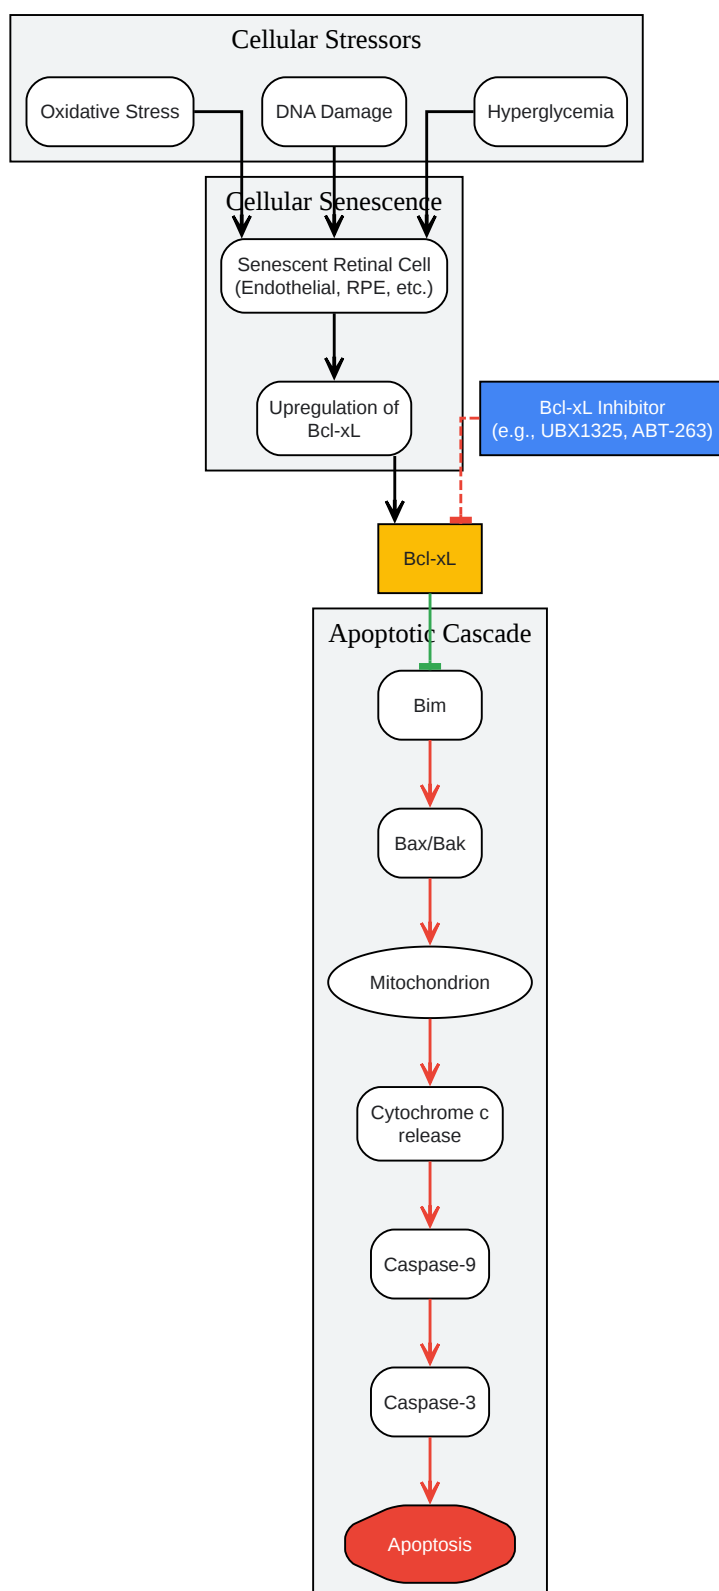 Cellular Stressors
Oxidative Stress
DNA Damage
Hyperglycemia
Cellular Senescence
Senescent Retinal Cell
(Endothelial, RPE, etc.)
Upregulation of
Bcl-xL
Bcl-xL Inhibitor
(e.g., UBX1325, ABT-263)
Bcl-xL
Apoptotic Cascade
Bim
Bax/Bak
Mitochondrion
Cytochrome c
release
Caspase-9
Caspase-3
Apoptosis